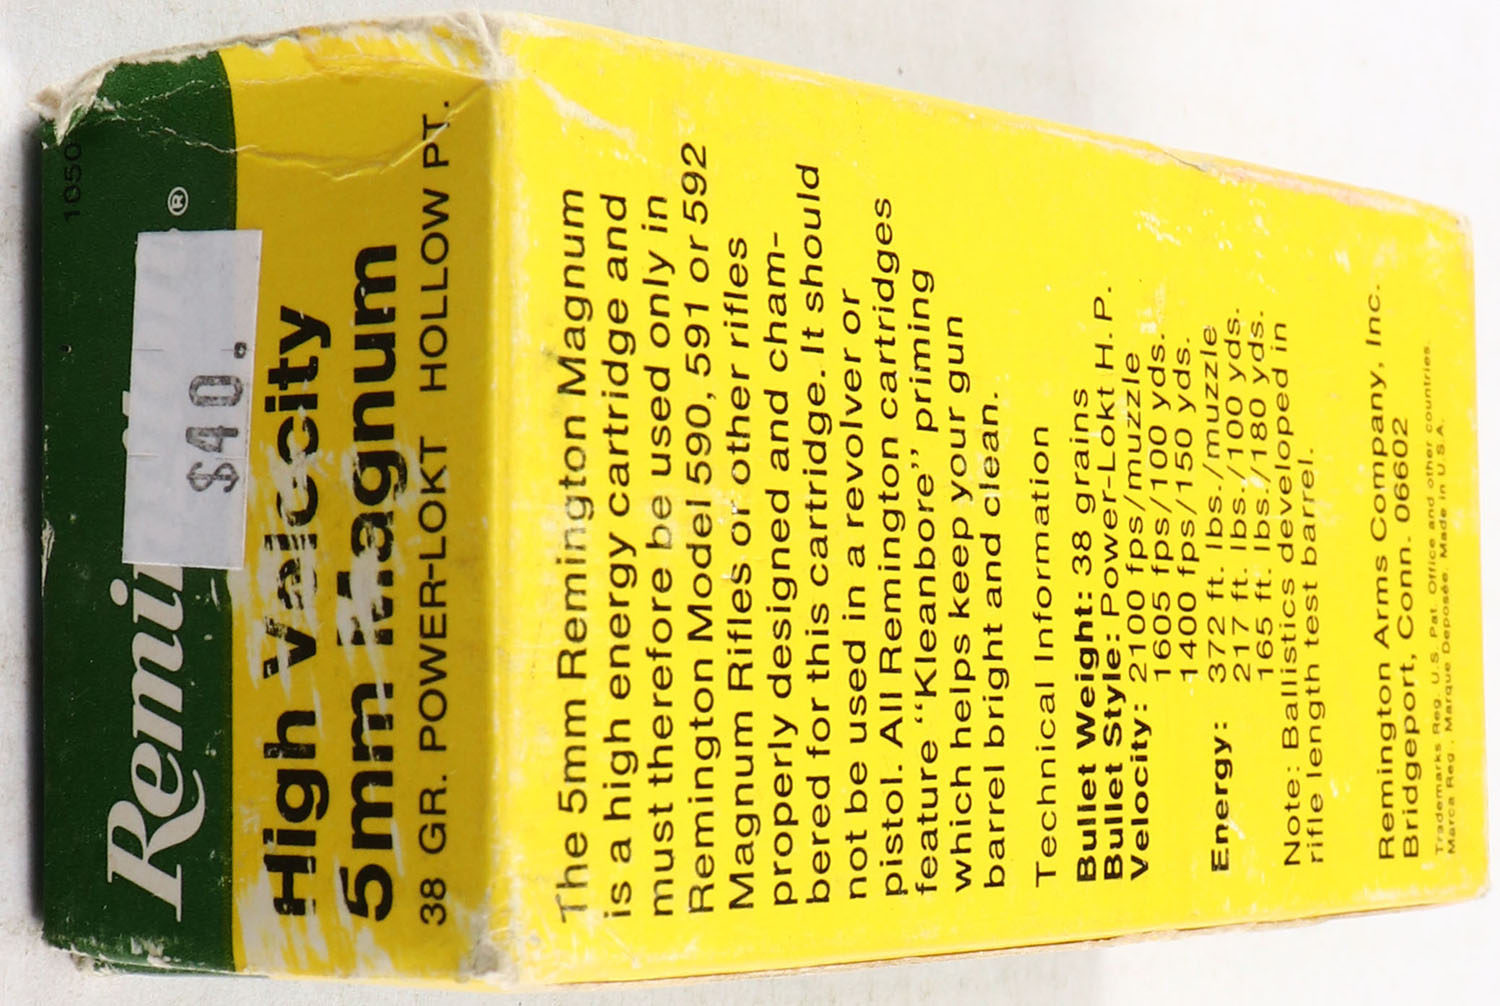 1050
Remi ®
$40.
High Velocity
5mm Magnum
38 GR. POWER-LOKT HOLLOW PT.
The 5mm Remington Magnum
is a high energy cartridge and
must therefore be used only in
Remington Model 590, 591 or 592
Magnum Rifles or other rifles
properly designed and cham-
bered for this cartridge. It should
not be used in a revolver or
pistol. All Remington cartridges
feature "Kleanbore" priming
which helps keep your gun
barrel bright and clean.
Technical Information
Bullet Weight: 38 grains
Bullet Style: Power-Lokt H.P.
Velocity: 2100 fps/muzzle
1605 fps/100 yds.
1400 fps/150 yds.
Energy: 372 ft. lbs./muzzle
217 ft. lbs./100 yds.
165 ft. lbs./180 yds.
Note: Ballistics developed in
rifle length test barrel.
Remington Arms Company, Inc.
Bridgeport, Conn. 06602
Trademarks Reg. U.S. Pat. Office and other countries.
Marca Reg.. Marque Deposée. Made in U.S.A.